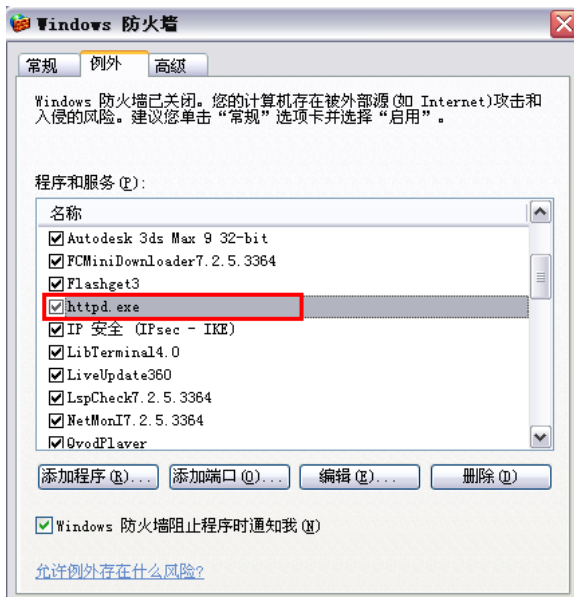 Windows 防火墙
常规 例外 高级
Windows 防火墙已关闭。您的计算机存在被外部源(如 Internet)攻击和
入侵的风险。建议您单击“常规”选项卡并选择“启用”。
程序和服务(P):
名称
Autodesk 3ds Max 9 32-bit
FCMiniDownloader7.2.5.3364
Flashget3
httpd.exe
IP 安全 (IPsec - IKE)
LibTerminal4.0
LiveUpdate360
LspCheck7.2.5.3364
NetMonI7.2.5.3364
QvodPlayer
添加程序(R)... 添加端口(O)... 编辑(E)... 删除(D)
Windows 防火墙阻止程序时通知我(N)
允许例外存在什么风险?